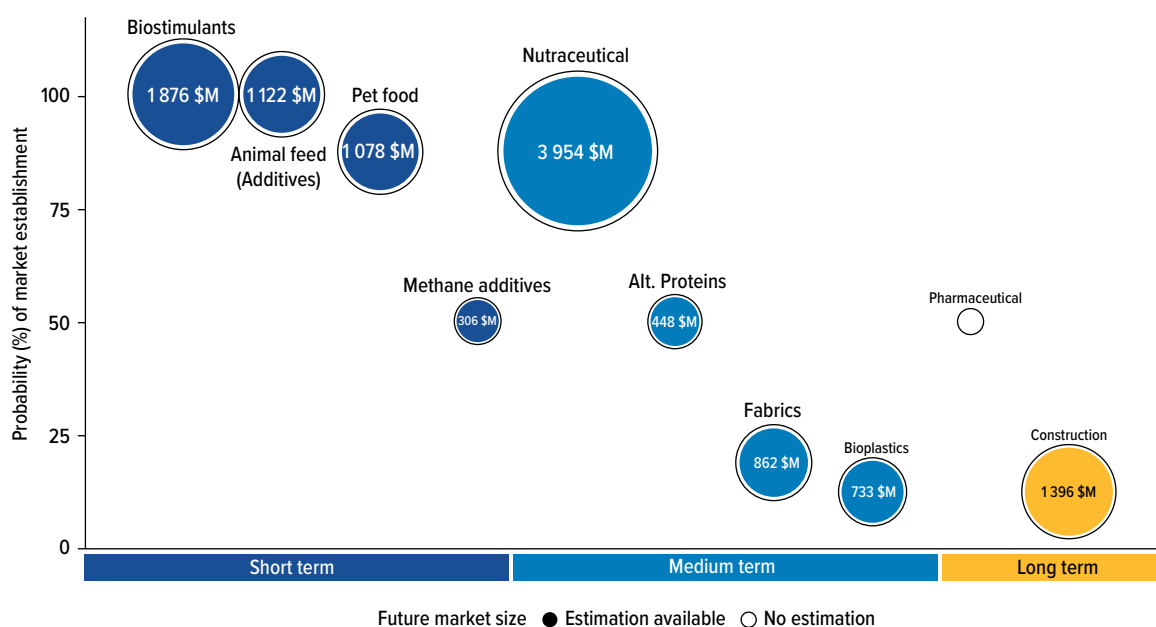 Biostimulants
1 876 $M
1 122 $M
Animal feed
(Additives)
Pet food
1 078 $M
Nutraceutical
3 954 $M
Methane additives
306 $M
Alt. Proteins
448 $M
Pharmaceutical
Fabrics
862 $M
Bioplastics
733 $M
Construction
1 396 $M
Probability (%) of market establishment
100
75
50
25
0
Short term
Medium term
Long term
Future market size
Estimation available
No estimation